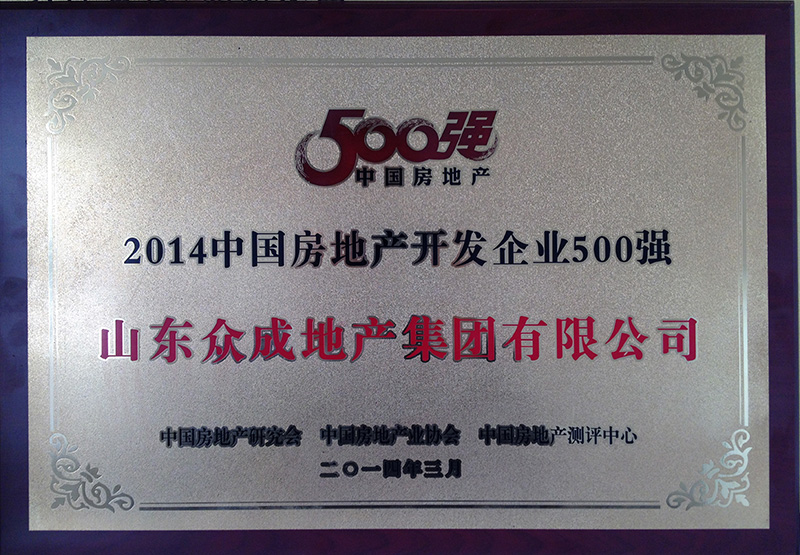 500强
中国房地产
2014中国房地产开发企业500强
山东众成地产集团有限公司
中国房地产研究会 中国房地产业协会 中国房地产测评中心
二〇一四年三月